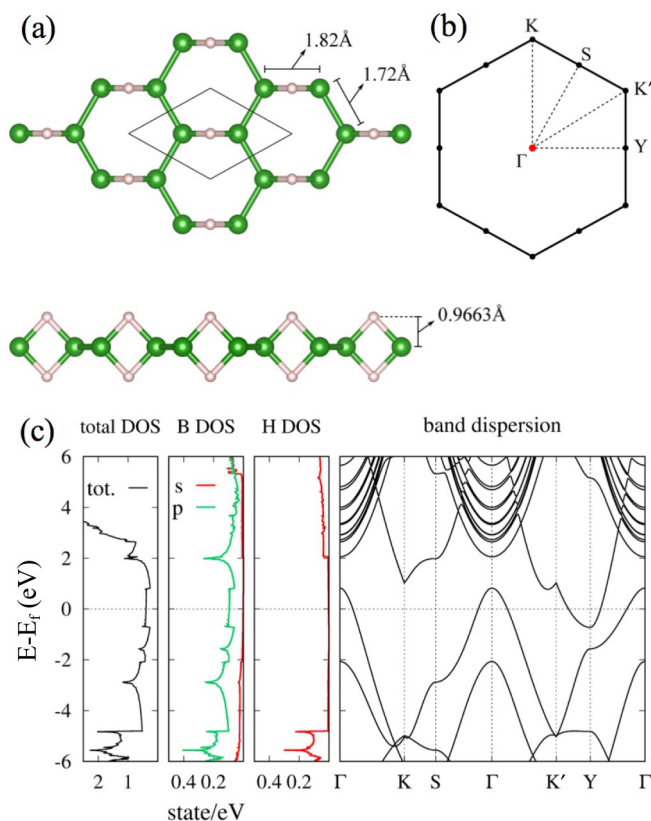 (a)
1.82Å
1.72Å
(b)
K
S
K′
Γ
Y
0.9663Å
(c)
total DOS
B DOS
H DOS
band dispersion
tot.
s
p
E-E_f (eV)
6
4
2
0
-2
-4
-6
2 1
0.4 0.2
0.4 0.2
state/eV
Γ K S Γ K′ Y Γ